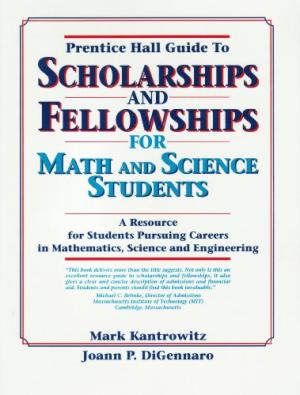 Prentice Hall Guide To
SCHOLARSHIPS
AND
FELLOWSHIPS
FOR
MATH AND SCIENCE
STUDENTS
A Resource
for Students Pursuing Careers
in Mathematics, Science and Engineering
"This book delivers more than the title suggests. Not only is this an
excellent resource guide to scholarships and fellowships, it also
gives a clear and concise description of admissions and financial
aid. Students and parents should find this book invaluable."
Michael C. Behnke, Director of Admissions
Massachusetts Institute of Technology (MIT)
Cambridge, Massachusetts
Mark Kantrowitz
Joann P. DiGennaro